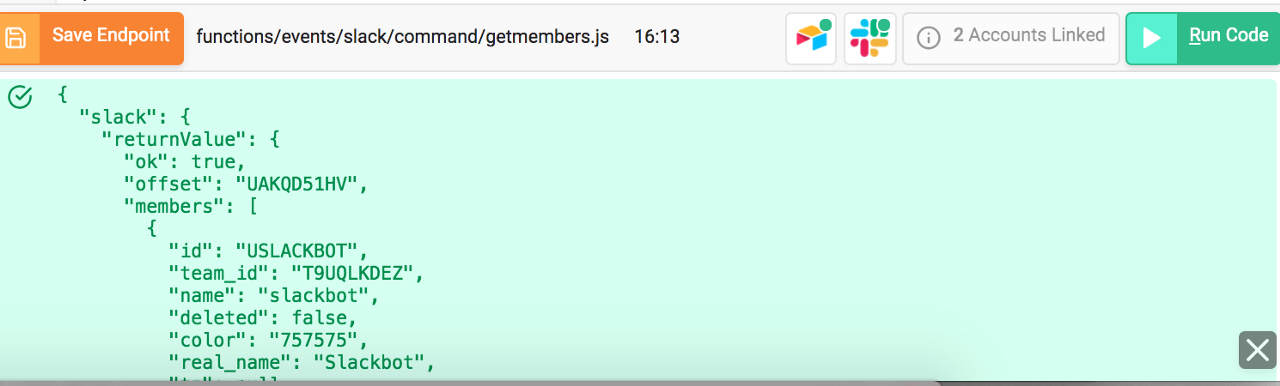 Save Endpoint functions/events/slack/command/getmembers.js 16:13 2 Accounts Linked Run Code
{
"slack": {
"returnValue": {
"ok": true,
"offset": "UAKQD51HV",
"members": [
{
"id": "USLACKBOT",
"team_id": "T9UQLKDEZ",
"name": "slackbot",
"deleted": false,
"color": "757575",
"real_name": "Slackbot",